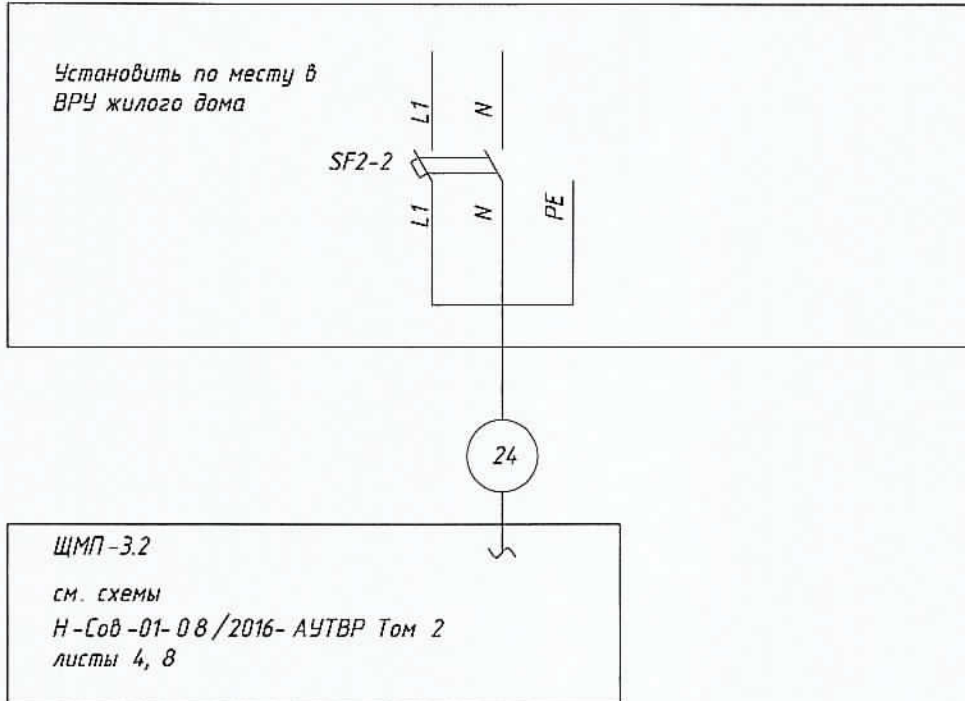 Установить по месту в
ВРУ жилого дома
L1
N
SF2-2
L1
N
PE
24
ЩМП-3.2
см. схемы
Н-Сов-01-08/2016-АУТВР Том 2
листы 4, 8